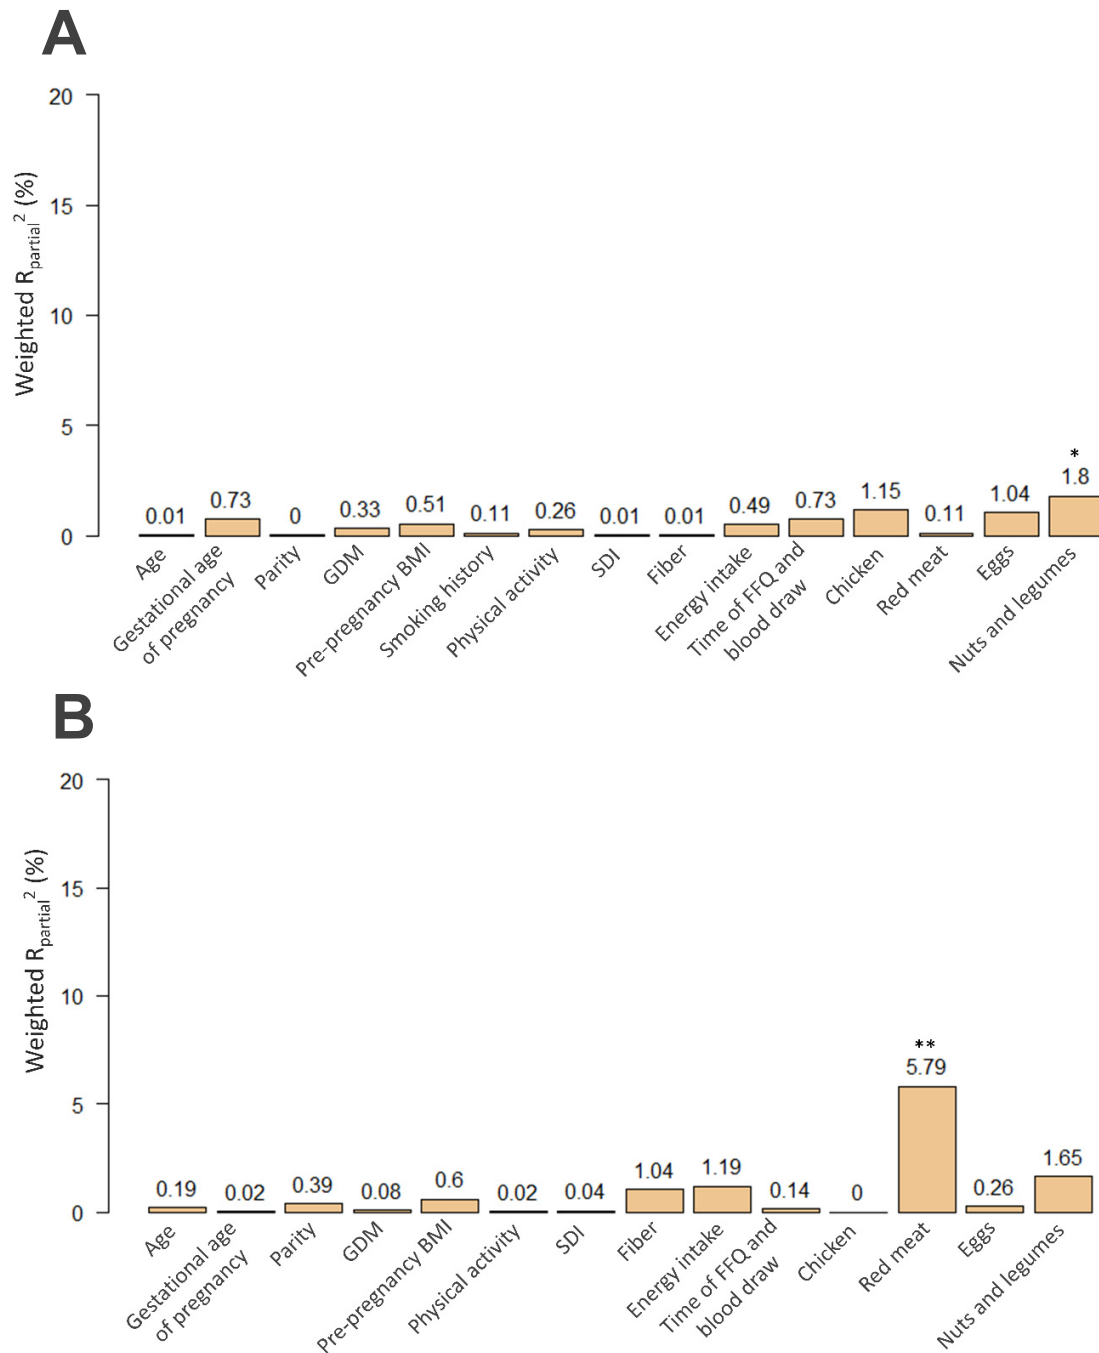 A
Weighted Rpartial2 (%)
20
15
10
5
0
0.01
0.73
0
0.33
0.51
0.11
0.26
0.01
0.01
0.49
0.73
1.15
0.11
1.04
*
1.8
Age
Gestational age
of pregnancy
Parity
GDM
Pre-pregnancy BMI
Smoking history
Physical activity
SDI
Fiber
Energy intake
Time of FFQ and
blood draw
Chicken
Red meat
Eggs
Nuts and legumes
B
Weighted Rpartial2 (%)
20
15
10
5
0
0.19
0.02
0.39
0.08
0.6
0.02
0.04
1.04
1.19
0.14
0
**
5.79
0.26
1.65
Age
Gestational age
of pregnancy
Parity
GDM
Pre-pregnancy BMI
Physical activity
SDI
Fiber
Energy intake
Time of FFQ and
blood draw
Chicken
Red meat
Eggs
Nuts and legumes